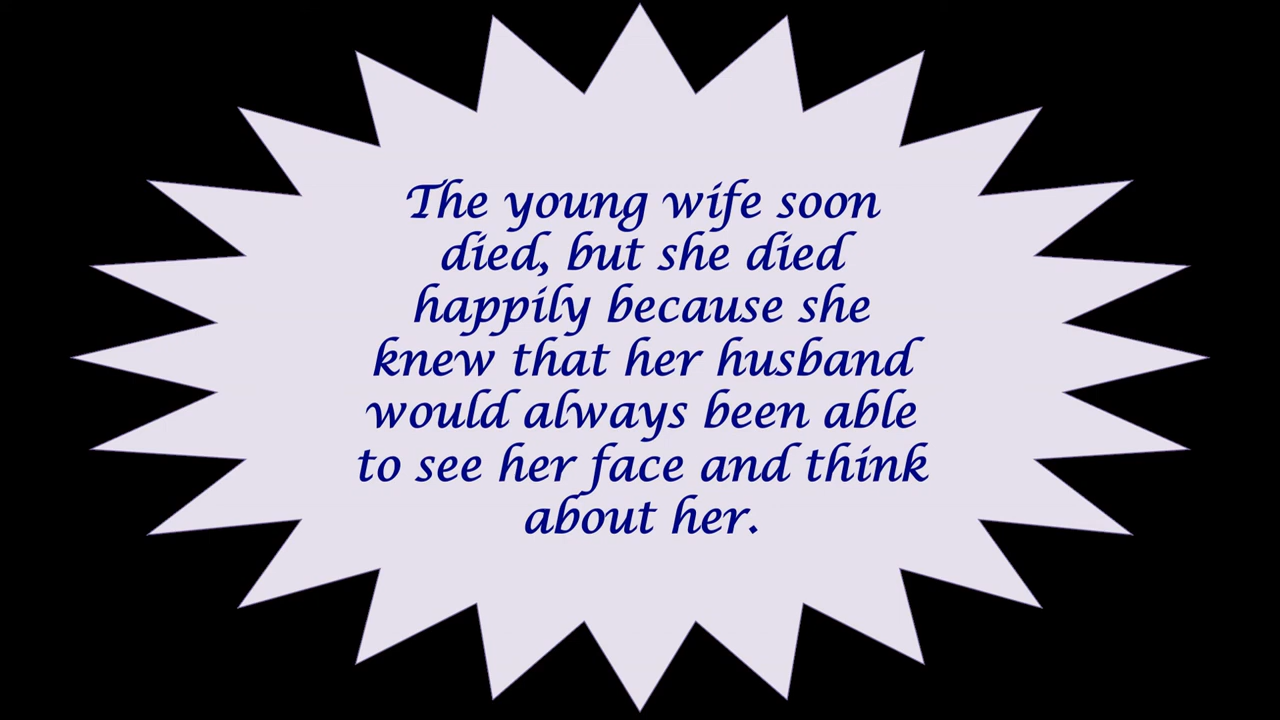 The young wife soon
died, but she died
happily because she
knew that her husband
would always been able
to see her face and think
about her.